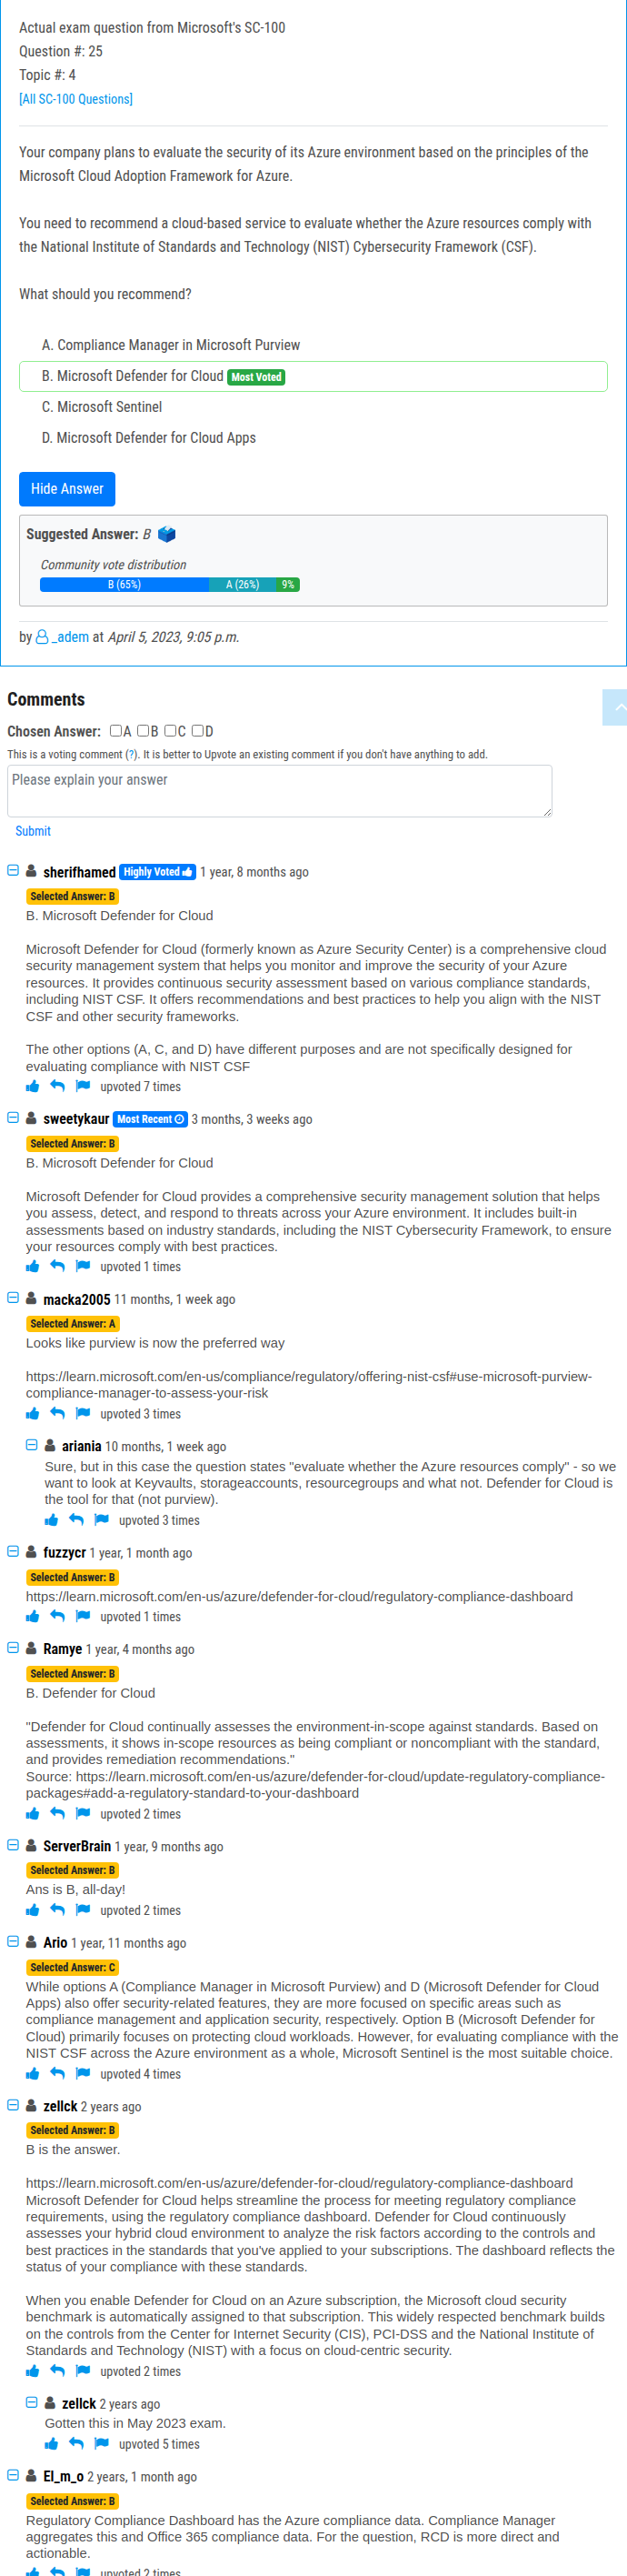 Actual exam question from Microsoft's SC-100
Question #: 25
Topic #: 4
[All SC-100 Questions]
Your company plans to evaluate the security of its Azure environment based on the principles of the
Microsoft Cloud Adoption Framework for Azure.
You need to recommend a cloud-based service to evaluate whether the Azure resources comply with
the National Institute of Standards and Technology (NIST) Cybersecurity Framework (CSF).
What should you recommend?
A. Compliance Manager in Microsoft Purview
B. Microsoft Defender for Cloud Most Voted
C. Microsoft Sentinel
D. Microsoft Defender for Cloud Apps
Hide Answer
Suggested Answer: B
Community vote distribution
B (65%) A (26%) 9%
by _adem at April 5, 2023, 9:05 p.m.
Comments
Chosen Answer: A B C D
This is a voting comment (?). It is better to Upvote an existing comment if you don't have anything to add.
Please explain your answer
Submit
sherifhamed Highly Voted 1 year, 8 months ago
Selected Answer: B
B. Microsoft Defender for Cloud
Microsoft Defender for Cloud (formerly known as Azure Security Center) is a comprehensive cloud
security management system that helps you monitor and improve the security of your Azure
resources. It provides continuous security assessment based on various compliance standards,
including NIST CSF. It offers recommendations and best practices to help you align with the NIST
CSF and other security frameworks.
The other options (A, C, and D) have different purposes and are not specifically designed for
evaluating compliance with NIST CSF
upvoted 7 times
sweetykaur Most Recent 3 months, 3 weeks ago
Selected Answer: B
B. Microsoft Defender for Cloud
Microsoft Defender for Cloud provides a comprehensive security management solution that helps
you assess, detect, and respond to threats across your Azure environment. It includes built-in
assessments based on industry standards, including the NIST Cybersecurity Framework, to ensure
your resources comply with best practices.
upvoted 1 times
macka2005 11 months, 1 week ago
Selected Answer: A
Looks like purview is now the preferred way
https://learn.microsoft.com/en-us/compliance/regulatory/offering-nist-csf#use-microsoft-purview-
compliance-manager-to-assess-your-risk
upvoted 3 times
ariania 10 months, 1 week ago
Sure, but in this case the question states "evaluate whether the Azure resources comply" - so we
want to look at Keyvaults, storageaccounts, resourcegroups and what not. Defender for Cloud is
the tool for that (not purview).
upvoted 3 times
fuzzycr 1 year, 1 month ago
Selected Answer: B
https://learn.microsoft.com/en-us/azure/defender-for-cloud/regulatory-compliance-dashboard
upvoted 1 times
Ramye 1 year, 4 months ago
Selected Answer: B
B. Defender for Cloud
"Defender for Cloud continually assesses the environment-in-scope against standards. Based on
assessments, it shows in-scope resources as being compliant or noncompliant with the standard,
and provides remediation recommendations."
Source: https://learn.microsoft.com/en-us/azure/defender-for-cloud/update-regulatory-compliance-
packages#add-a-regulatory-standard-to-your-dashboard
upvoted 2 times
ServerBrain 1 year, 9 months ago
Selected Answer: B
Ans is B, all-day!
upvoted 2 times
Ario 1 year, 11 months ago
Selected Answer: C
While options A (Compliance Manager in Microsoft Purview) and D (Microsoft Defender for Cloud
Apps) also offer security-related features, they are more focused on specific areas such as
compliance management and application security, respectively. Option B (Microsoft Defender for
Cloud) primarily focuses on protecting cloud workloads. However, for evaluating compliance with the
NIST CSF across the Azure environment as a whole, Microsoft Sentinel is the most suitable choice.
upvoted 4 times
zellck 2 years ago
Selected Answer: B
B is the answer.
https://learn.microsoft.com/en-us/azure/defender-for-cloud/regulatory-compliance-dashboard
Microsoft Defender for Cloud helps streamline the process for meeting regulatory compliance
requirements, using the regulatory compliance dashboard. Defender for Cloud continuously
assesses your hybrid cloud environment to analyze the risk factors according to the controls and
best practices in the standards that you've applied to your subscriptions. The dashboard reflects the
status of your compliance with these standards.
When you enable Defender for Cloud on an Azure subscription, the Microsoft cloud security
benchmark is automatically assigned to that subscription. This widely respected benchmark builds
on the controls from the Center for Internet Security (CIS), PCI-DSS and the National Institute of
Standards and Technology (NIST) with a focus on cloud-centric security.
upvoted 2 times
zellck 2 years ago
Gotten this in May 2023 exam.
upvoted 5 times
El_m_o 2 years, 1 month ago
Selected Answer: B
Regulatory Compliance Dashboard has the Azure compliance data. Compliance Manager
aggregates this and Office 365 compliance data. For the question, RCD is more direct and
actionable.
upvoted 2 times